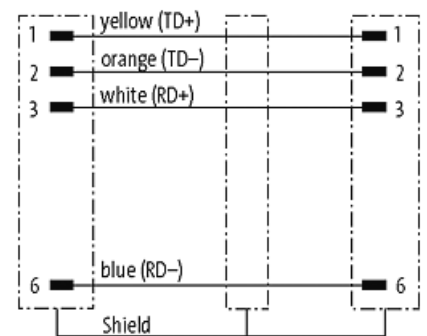 1 yellow (TD+) 1
2 orange (TD–) 2
3 white (RD+) 3
6 blue (RD–) 6
Shield